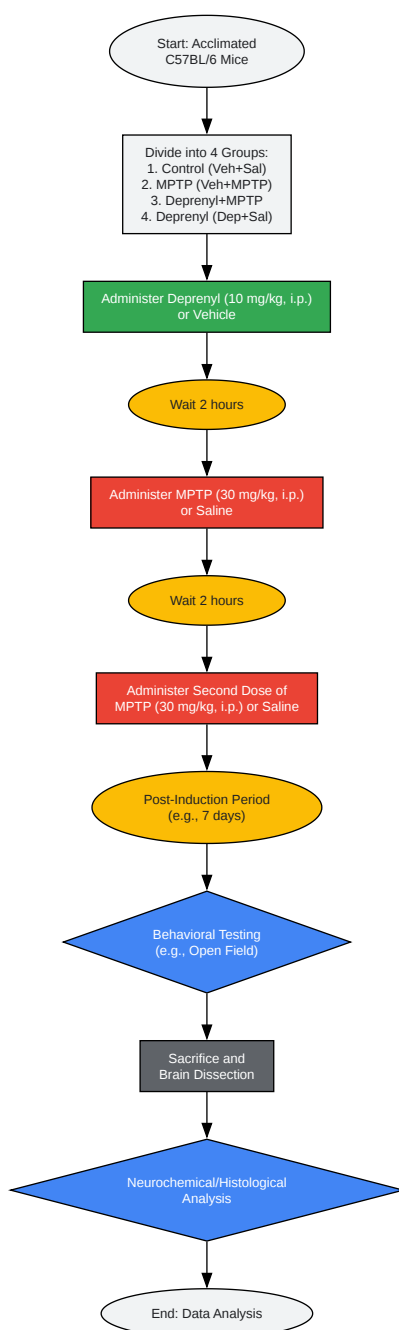 Start: Acclimated
C57BL/6 Mice
Divide into 4 Groups:
1. Control (Veh+Sal)
2. MPTP (Veh+MPTP)
3. Deprenyl+MPTP
4. Deprenyl (Dep+Sal)
Administer Deprenyl (10 mg/kg, i.p.)
or Vehicle
Wait 2 hours
Administer MPTP (30 mg/kg, i.p.)
or Saline
Wait 2 hours
Administer Second Dose of
MPTP (30 mg/kg, i.p.) or Saline
Post-Induction Period
(e.g., 7 days)
Behavioral Testing
(e.g., Open Field)
Sacrifice and
Brain Dissection
Neurochemical/Histological
Analysis
End: Data Analysis